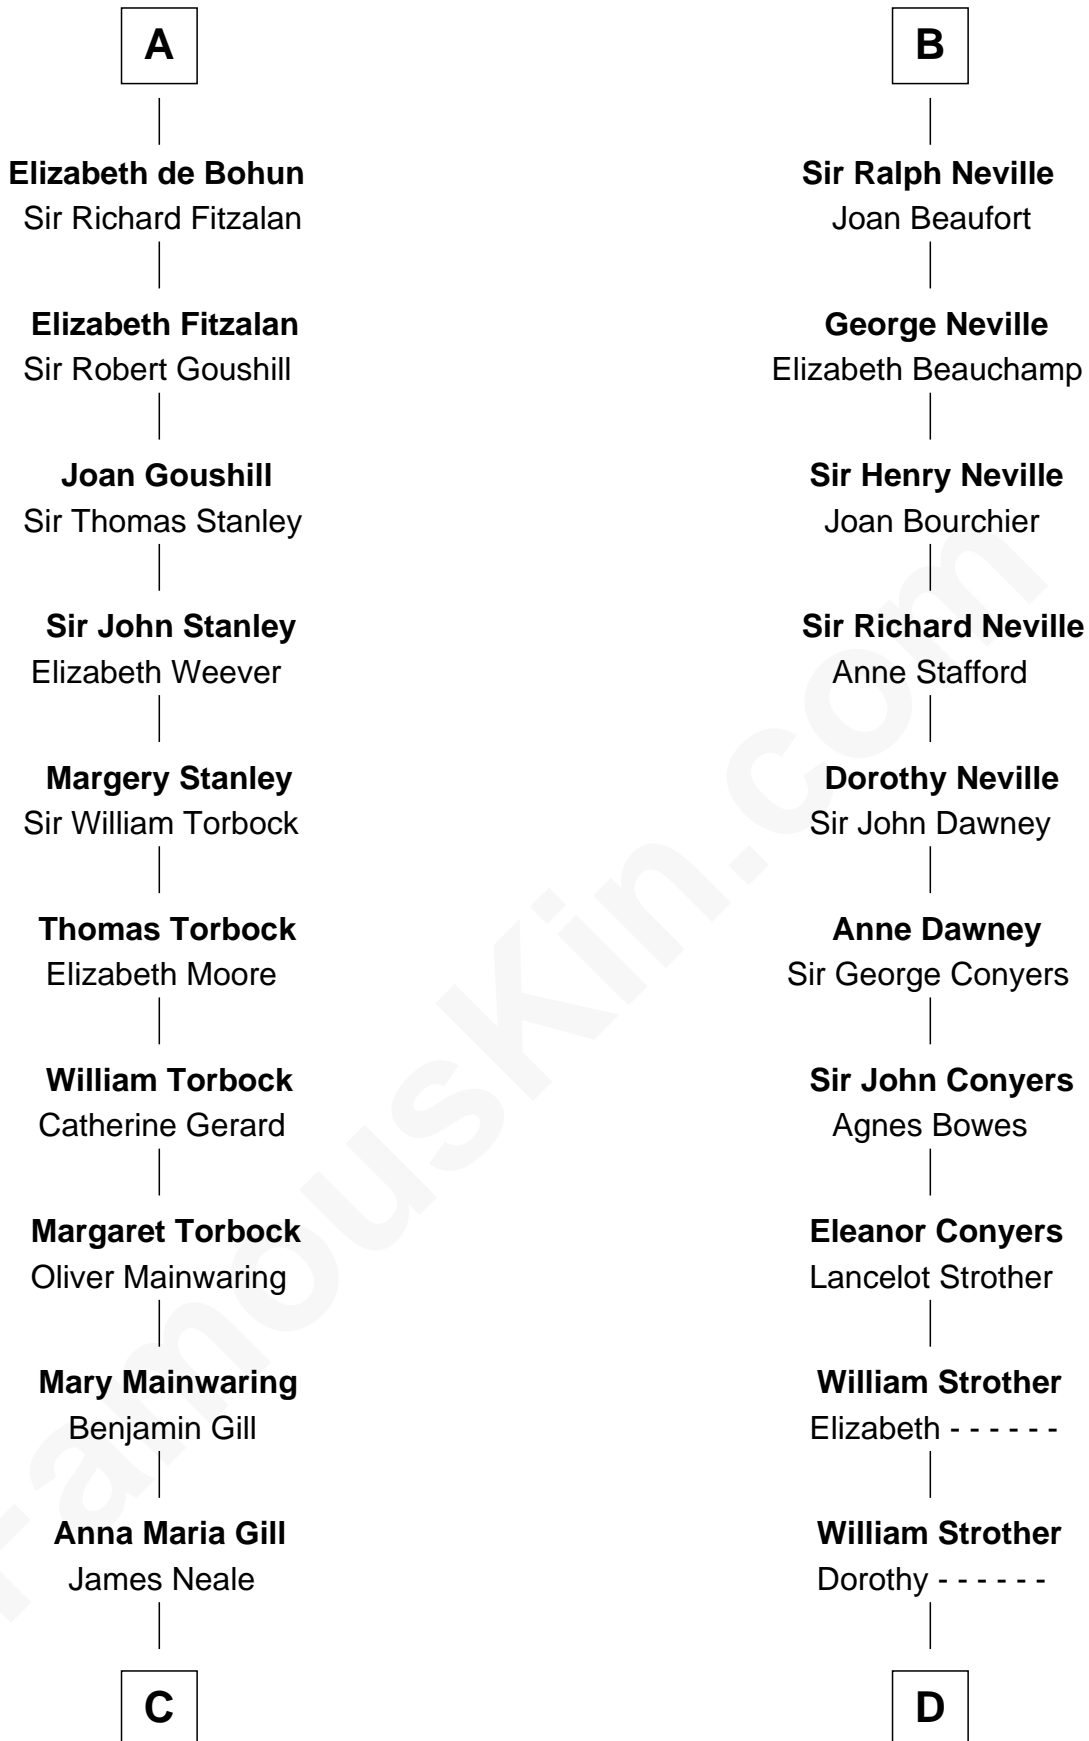 A
Elizabeth de Bohun
Sir Richard Fitzalan
Elizabeth Fitzalan
Sir Robert Goushill
Joan Goushill
Sir Thomas Stanley
Sir John Stanley
Elizabeth Weever
Margery Stanley
Sir William Torbock
Thomas Torbock
Elizabeth Moore
William Torbock
Catherine Gerard
Margaret Torbock
Oliver Mainwaring
Mary Mainwaring
Benjamin Gill
Anna Maria Gill
James Neale
C
B
Sir Ralph Neville
Joan Beaufort
George Neville
Elizabeth Beauchamp
Sir Henry Neville
Joan Bourchier
Sir Richard Neville
Anne Stafford
Dorothy Neville
Sir John Dawney
Anne Dawney
Sir George Conyers
Sir John Conyers
Agnes Bowes
Eleanor Conyers
Lancelot Strother
William Strother
Elizabeth - - - - - -
William Strother
Dorothy - - - - - -
D
FamousKin.com